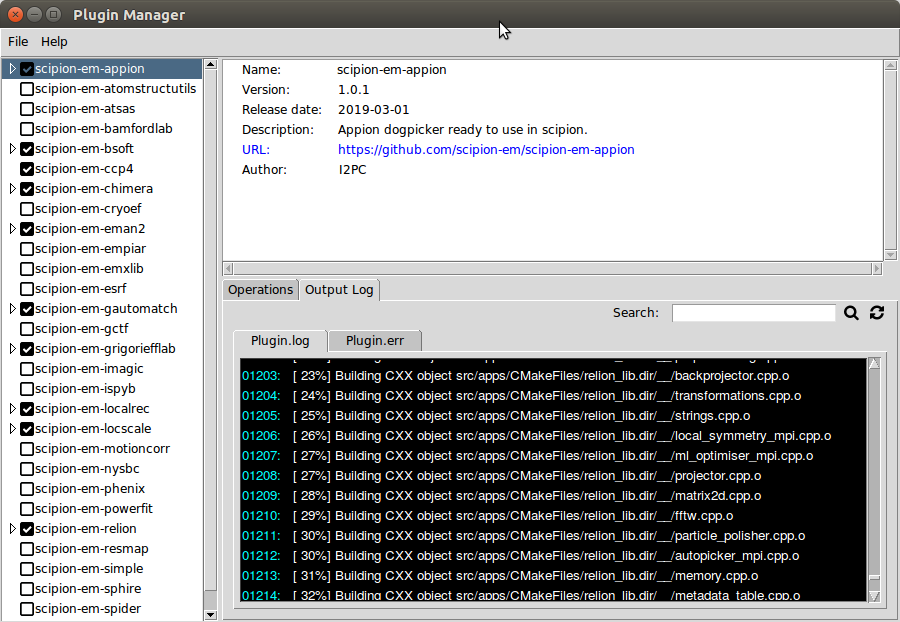 Plugin Manager
File Help
scipion-em-appion
scipion-em-atomstructutils
scipion-em-atsas
scipion-em-bamfordlab
scipion-em-bsoft
scipion-em-ccp4
scipion-em-chimera
scipion-em-cryoef
scipion-em-eman2
scipion-em-empiar
scipion-em-emxlib
scipion-em-esrf
scipion-em-gautomatch
scipion-em-gctf
scipion-em-grigoriefflab
scipion-em-imagic
scipion-em-ispyb
scipion-em-localrec
scipion-em-locscale
scipion-em-motioncorr
scipion-em-nysbc
scipion-em-phenix
scipion-em-powerfit
scipion-em-relion
scipion-em-resmap
scipion-em-simple
scipion-em-sphire
scipion-em-spider
Name: scipion-em-appion
Version: 1.0.1
Release date: 2019-03-01
Description: Appion dogpicker ready to use in scipion.
URL: https://github.com/scipion-em/scipion-em-appion
Author: I2PC
Operations Output Log
Search:
Plugin.log Plugin.err
01203: [ 23%] Building CXX object src/apps/CMakeFiles/relion_lib.dir/__/backprojector.cpp.o
01204: [ 24%] Building CXX object src/apps/CMakeFiles/relion_lib.dir/__/transformations.cpp.o
01205: [ 25%] Building CXX object src/apps/CMakeFiles/relion_lib.dir/__/strings.cpp.o
01206: [ 26%] Building CXX object src/apps/CMakeFiles/relion_lib.dir/__/local_symmetry_mpi.cpp.o
01207: [ 27%] Building CXX object src/apps/CMakeFiles/relion_lib.dir/__/ml_optimiser_mpi.cpp.o
01208: [ 27%] Building CXX object src/apps/CMakeFiles/relion_lib.dir/__/projector.cpp.o
01209: [ 28%] Building CXX object src/apps/CMakeFiles/relion_lib.dir/__/matrix2d.cpp.o
01210: [ 29%] Building CXX object src/apps/CMakeFiles/relion_lib.dir/__/fftw.cpp.o
01211: [ 30%] Building CXX object src/apps/CMakeFiles/relion_lib.dir/__/particle_polisher.cpp.o
01212: [ 30%] Building CXX object src/apps/CMakeFiles/relion_lib.dir/__/autopicker_mpi.cpp.o
01213: [ 31%] Building CXX object src/apps/CMakeFiles/relion_lib.dir/__/memory.cpp.o
01214: [ 32%] Building CXX object src/apps/CMakeFiles/relion_lib.dir/__/metadata_table.cpp.o